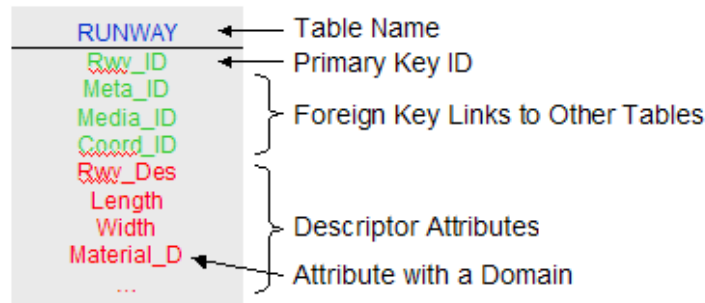 RUNWAY Table Name
Rwy_ID Primary Key ID
Meta_ID
Media_ID Foreign Key Links to Other Tables
Coord_ID
Rwy_Des
Length
Width Descriptor Attributes
Material_D
Attribute with a Domain
...